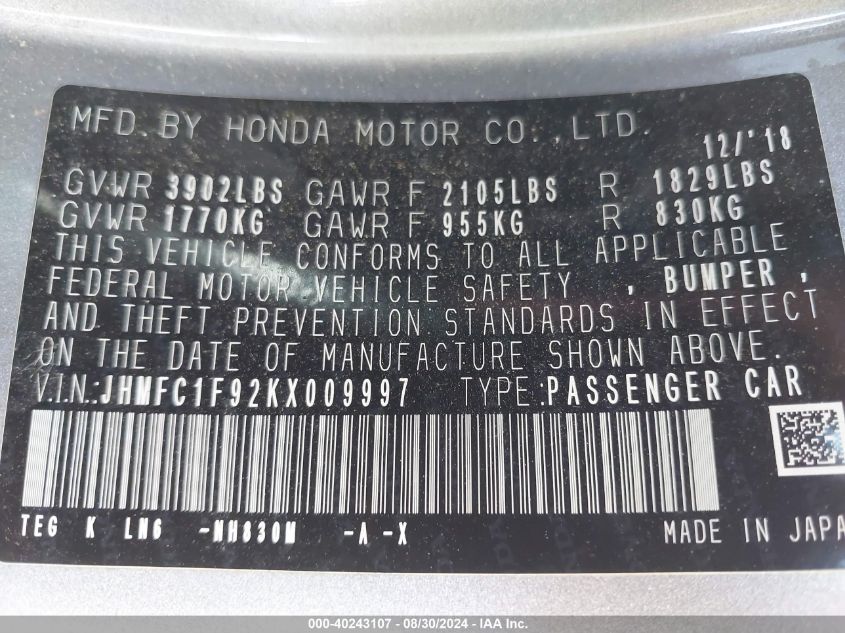 MFD. BY HONDA MOTOR CO., LTD.
12/'18
GVWR 3902LBS GAWR F 2105LBS R 1829LBS
GVWR 1770KG GAWR F 955KG R 830KG
THIS VEHICLE CONFORMS TO ALL APPLICABLE
FEDERAL MOTOR VEHICLE SAFETY , BUMPER ,
AND THEFT PREVENTION STANDARDS IN EFFECT
ON THE DATE OF MANUFACTURE SHOWN ABOVE.
V.I.N.:JHMFC1F92KX009997 TYPE:PASSENGER CAR
TEG K LM6 -NH830M -A -X MADE IN JAPA
000-40243107 - 08/30/2024 - IAA Inc.